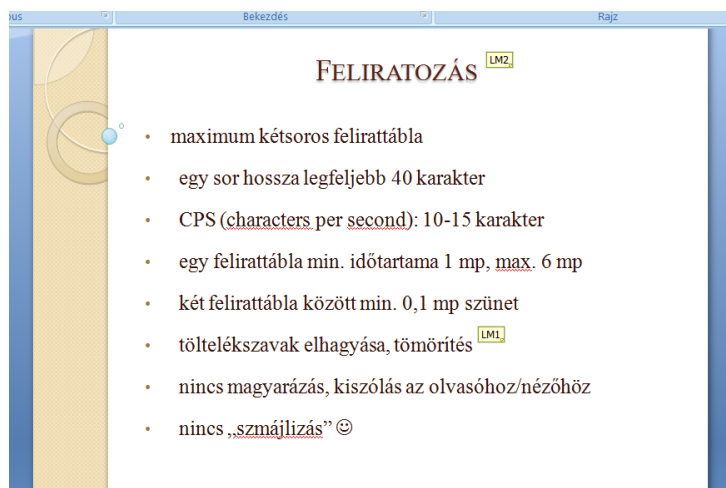 Bekezdés
Rajz
FELIRATOZÁS LM2
• maximum kétsoros felirattábla
• egy sor hossza legfeljebb 40 karakter
• CPS (characters per second): 10-15 karakter
• egy felirattábla min. időtartama 1 mp, max. 6 mp
• két felirattábla között min. 0,1 mp szünet
• töltelékszavak elhagyása, tömörítés LM1
• nincs magyarázás, kiszólás az olvasóhoz/nézőhöz
• nincs „szmájlizás” ☺